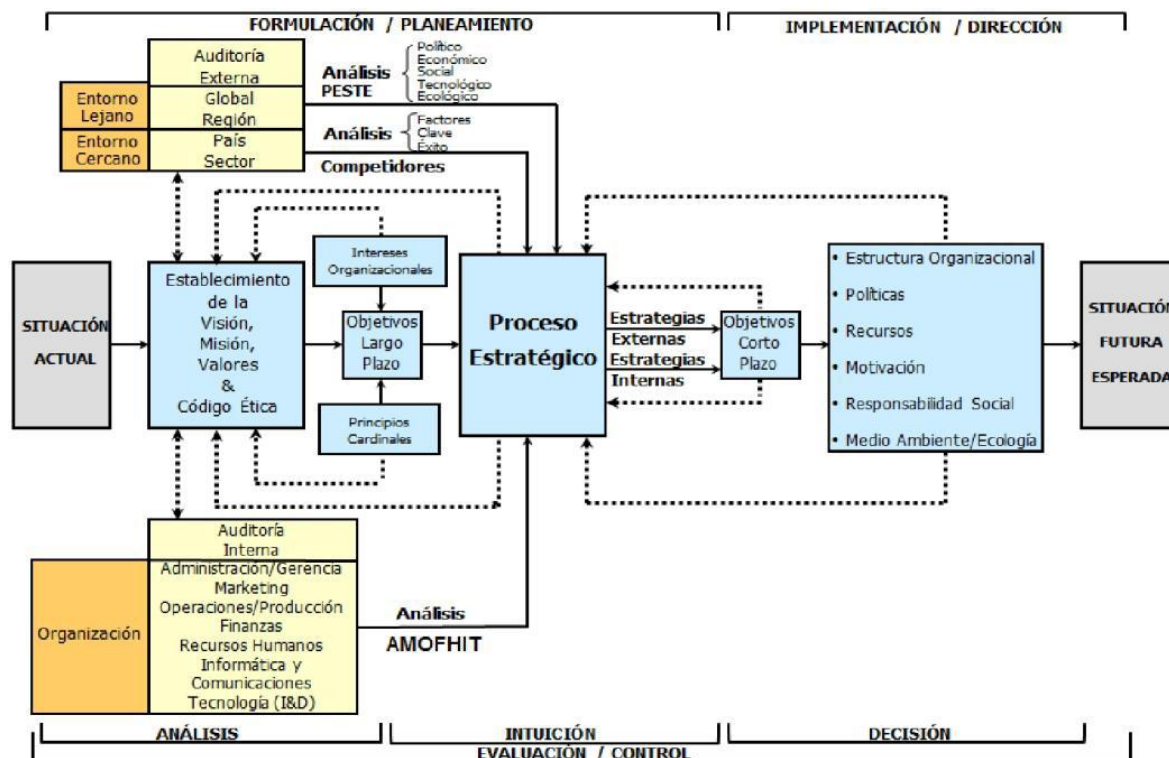 FORMULACIÓN / PLANEAMIENTO
IMPLEMENTACIÓN / DIRECCIÓN
Auditoría
Externa
Entorno
Lejano
Global
Región
Entorno
Cercano
País
Sector
Análisis
PESTE
Político
Económico
Social
Tecnológico
Ecológico
Análisis
Competidores
Factores
Clave
Éxito
SITUACIÓN
ACTUAL
Establecimiento
de la
Visión,
Misión,
Valores
&
Código Ética
Intereses
Organizacionales
Objetivos
Largo
Plazo
Principios
Cardinales
Proceso
Estratégico
Estrategias
Externas
Estrategias
Internas
Objetivos
Corto
Plazo
• Estructura Organizacional
• Políticas
• Recursos
• Motivación
• Responsabilidad Social
• Medio Ambiente/Ecología
SITUACIÓN
FUTURA
ESPERADA
Auditoría
Interna
Organización
Administración/Gerencia
Marketing
Operaciones/Producción
Finanzas
Recursos Humanos
Informática y
Comunicaciones
Tecnología (I&D)
Análisis
AMOFHIT
ANÁLISIS
INTUICIÓN
DECISIÓN
EVALUACIÓN / CONTROL